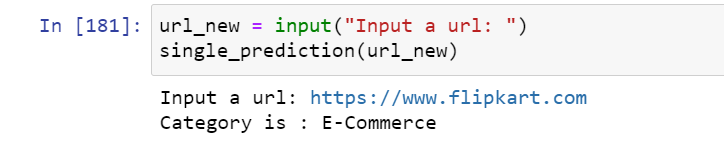 In [181]: url_new = input("Input a url: ")
single_prediction(url_new)
Input a url: https://www.flipkart.com
Category is : E-Commerce